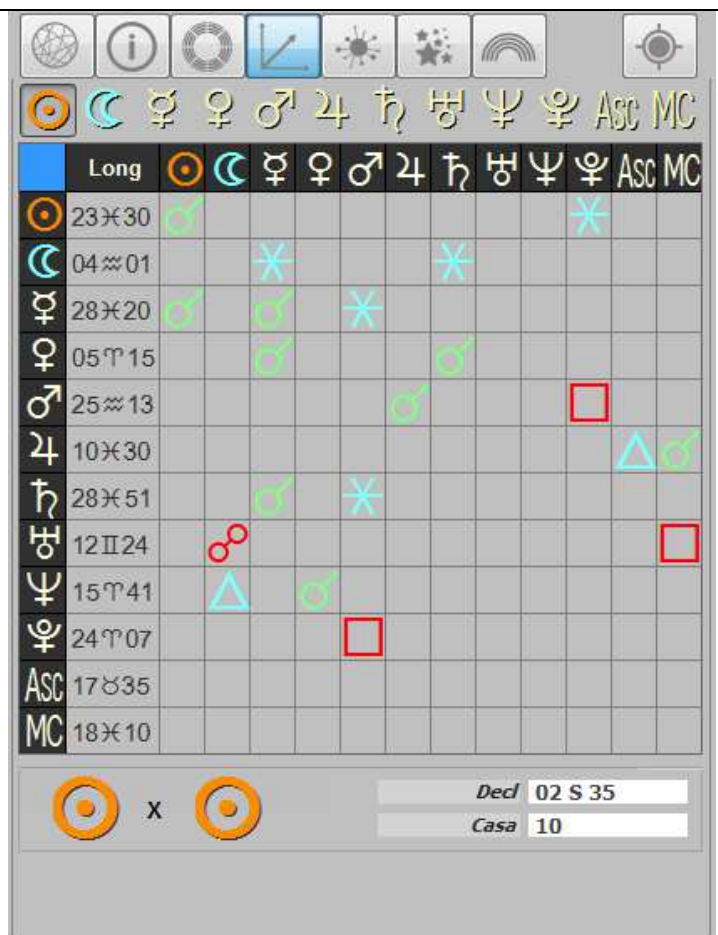 ☉ ☾ ☿ ♀ ♂ ♃ ♄ ♅ ♆ ♇ Asc MC
Long ☉ ☾ ☿ ♀ ♂ ♃ ♄ ♅ ♆ ♇ Asc MC
☉ 23♓30 ☌ ⚹
☾ 04♒01 ⚹ ⚹
☿ 28♓20 ☌ ☌ ⚹
♀ 05♈15 ☌ ☌
♂ 25♒13 ☌ □
♃ 10♓30 △ ☌
♄ 28♓51 ☌ ⚹
♅ 12♊24 ☍ □
♆ 15♈41 △ ☌
♇ 24♈07 □
Asc 17♉35
MC 18♓10
☉ x ☉ Decl 02 S 35
Casa 10